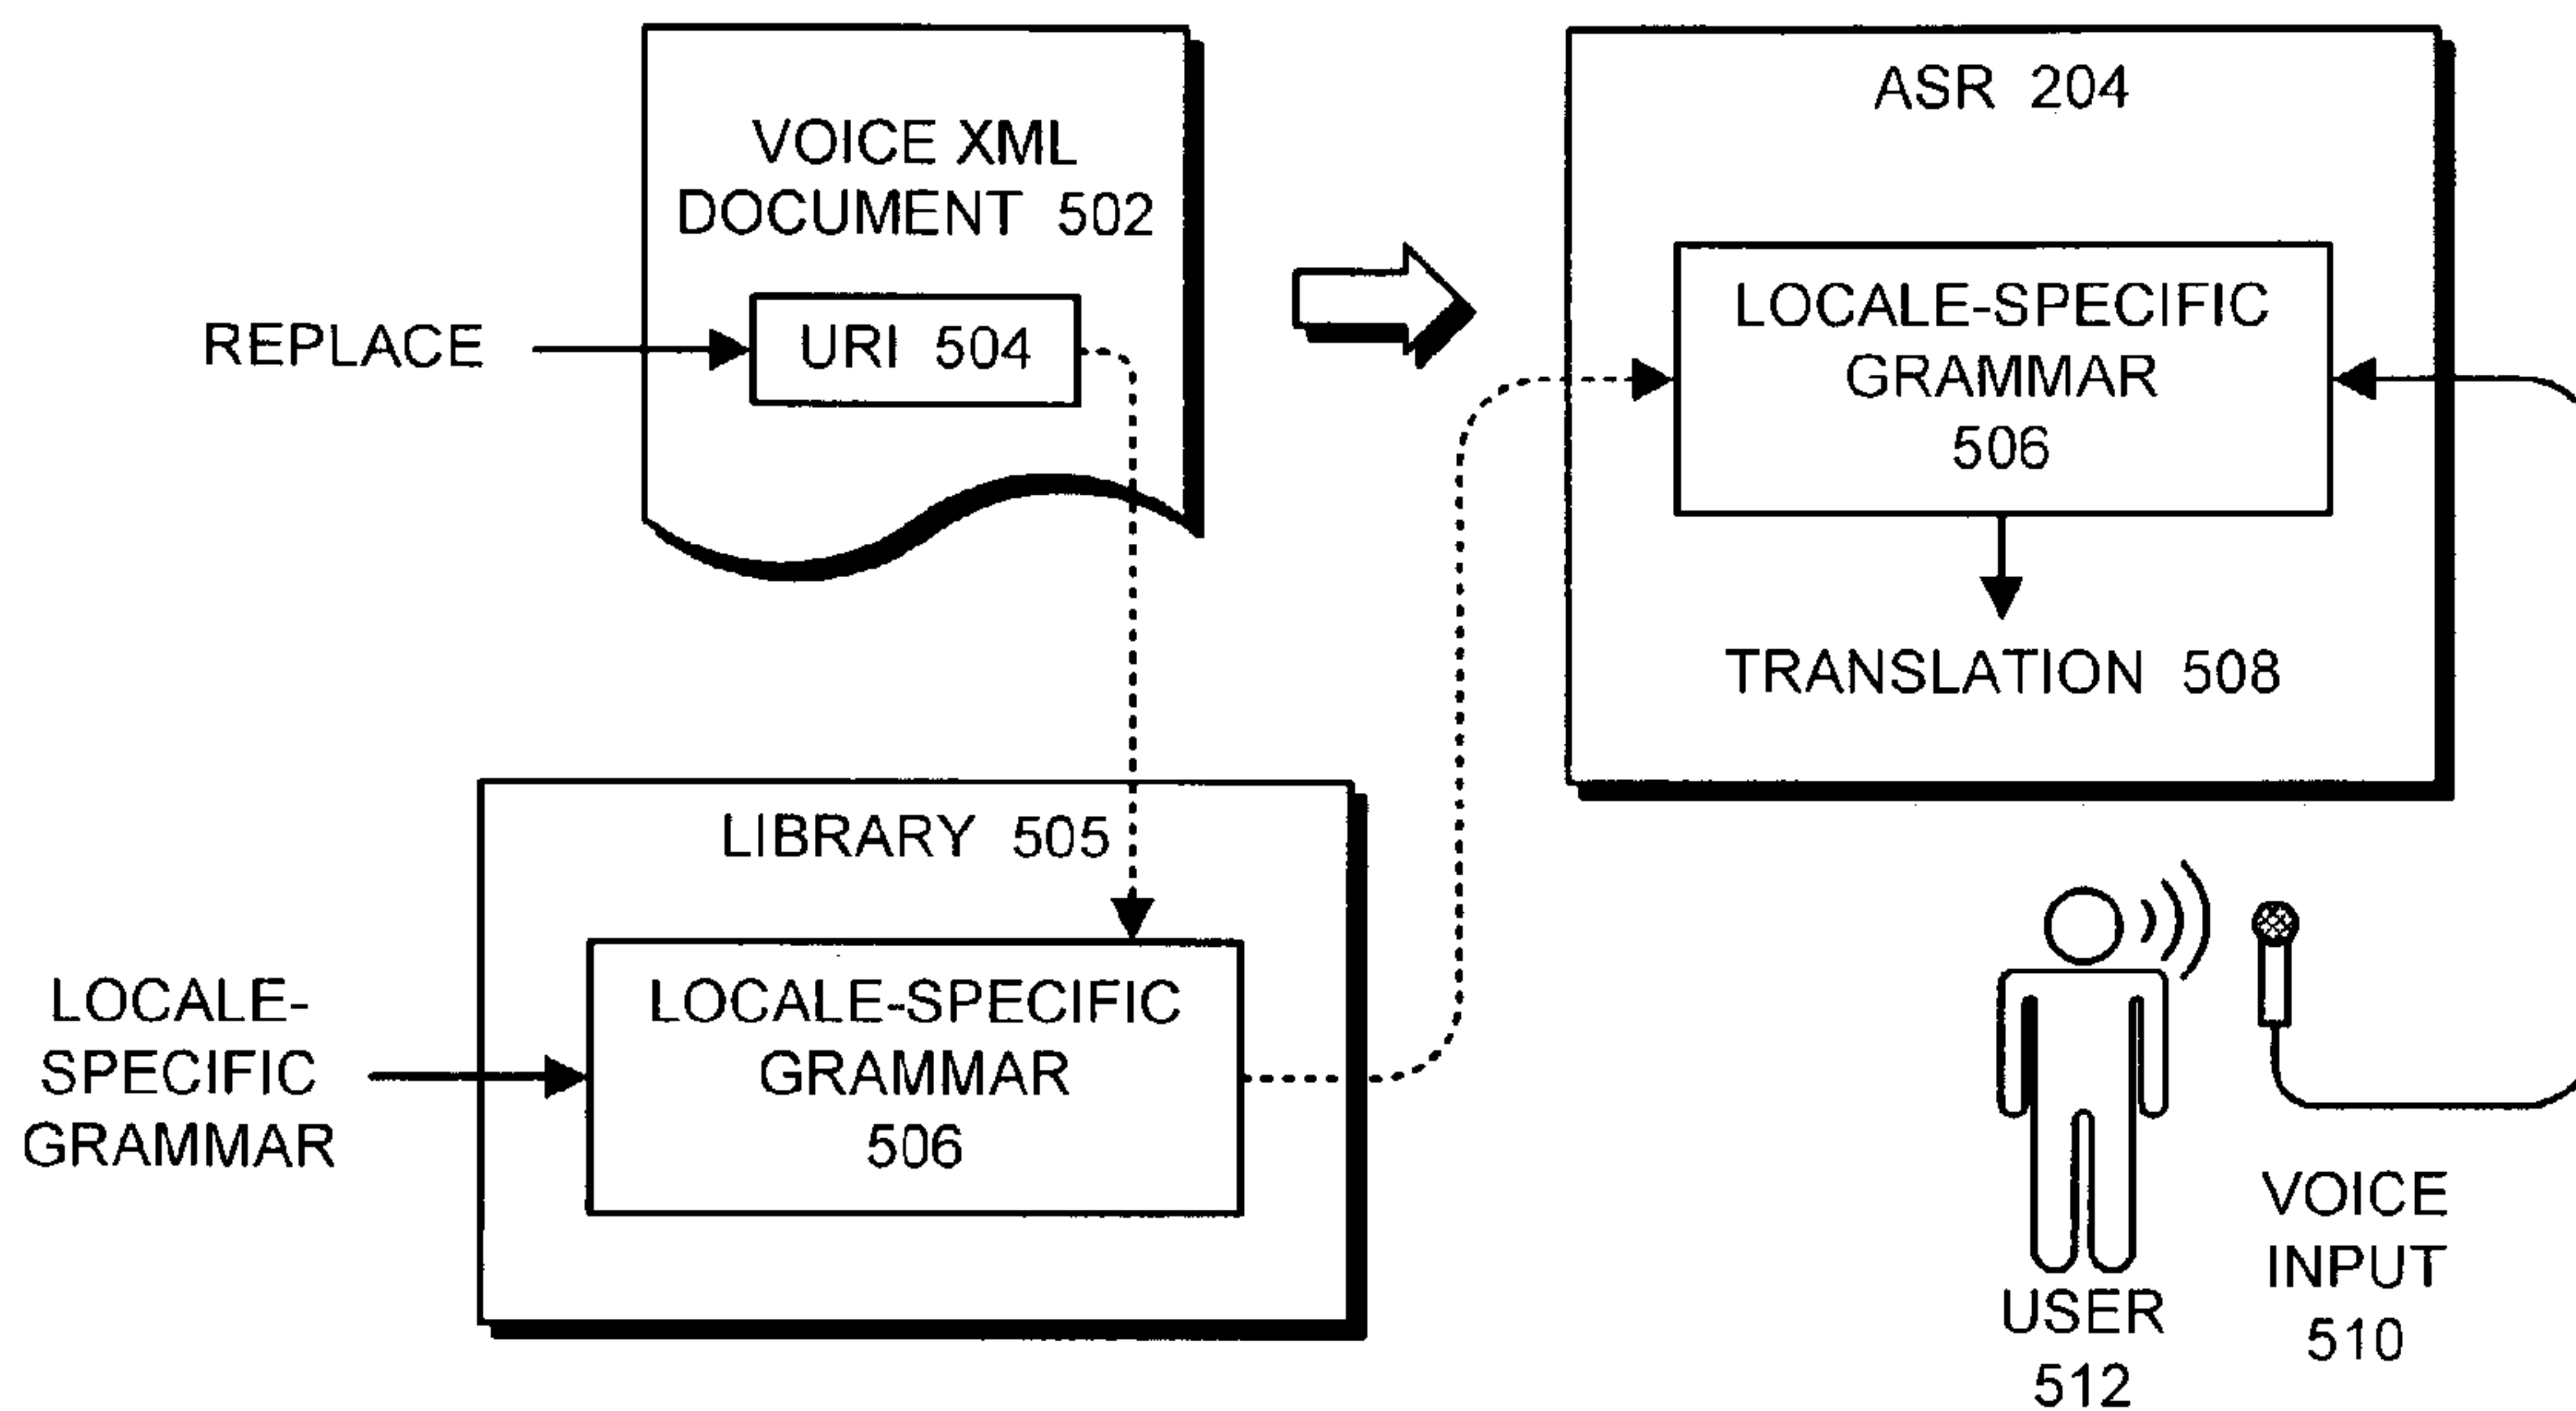 VOICE XML
DOCUMENT 502
REPLACE
URI 504
ASR 204
LOCALE-SPECIFIC
GRAMMAR
506
TRANSLATION 508
LIBRARY 505
LOCALE-
SPECIFIC
GRAMMAR
LOCALE-SPECIFIC
GRAMMAR
506
USER
512
VOICE
INPUT
510